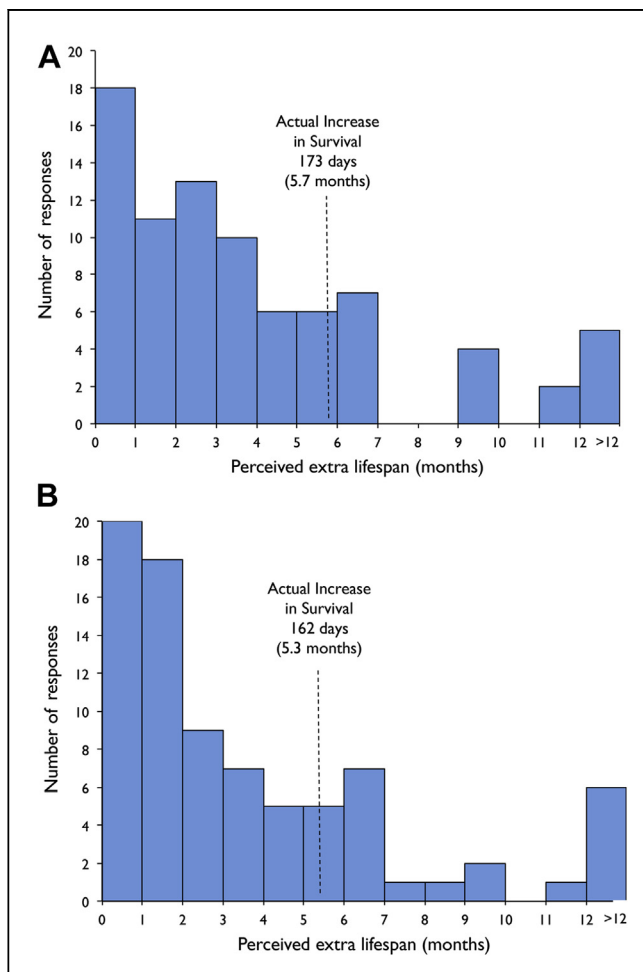 A
20
18
16
14
12
10
8
6
4
2
0
Number of responses
Actual Increase
in Survival
173 days
(5.7 months)
0 1 2 3 4 5 6 7 8 9 10 11 12 >12
Perceived extra lifespan (months)
B
20
18
16
14
12
10
8
6
4
2
0
Number of responses
Actual Increase
in Survival
162 days
(5.3 months)
0 1 2 3 4 5 6 7 8 9 10 11 12 >12
Perceived extra lifespan (months)